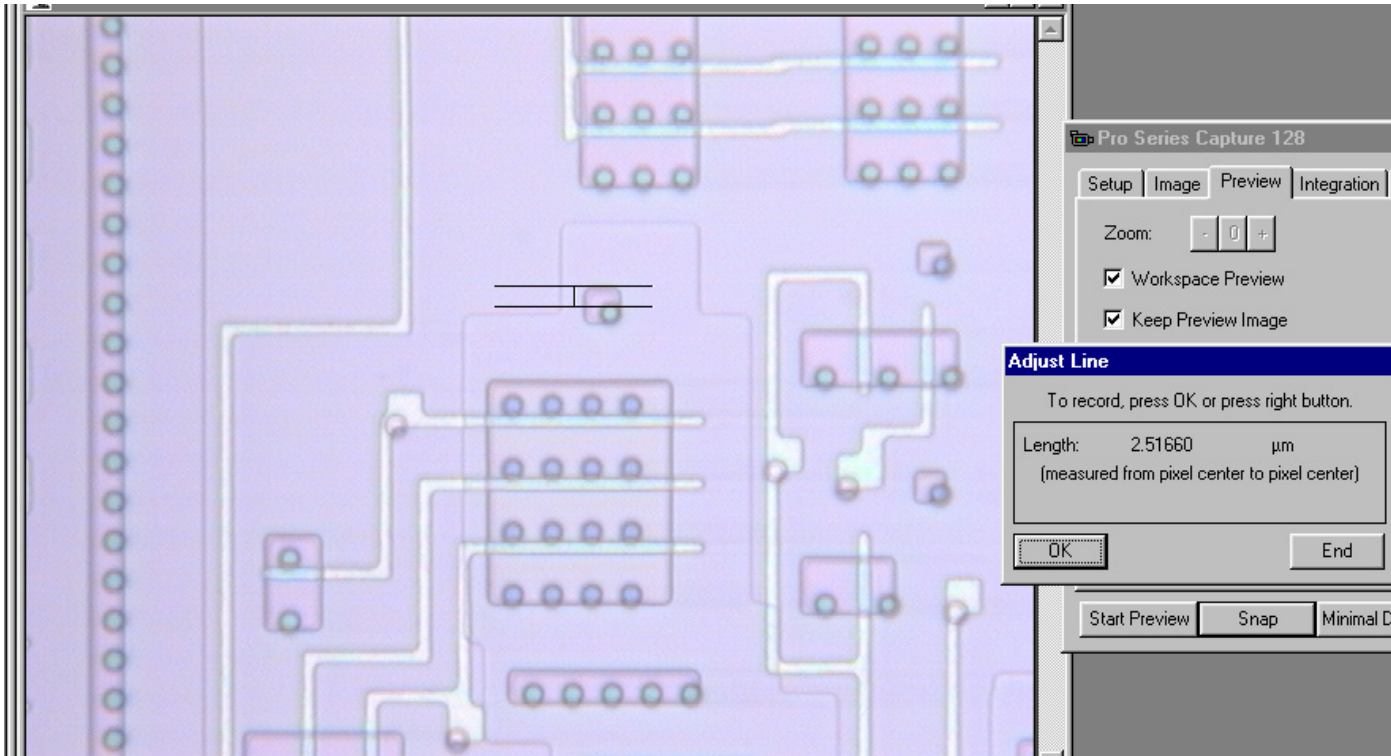 Pro Series Capture 128
Setup Image Preview Integration
Zoom: - 0 +
Workspace Preview
Keep Preview Image
Adjust Line
To record, press OK or press right button.
Length: 2.51660 µm
(measured from pixel center to pixel center)
OK End
Start Preview Snap Minimal